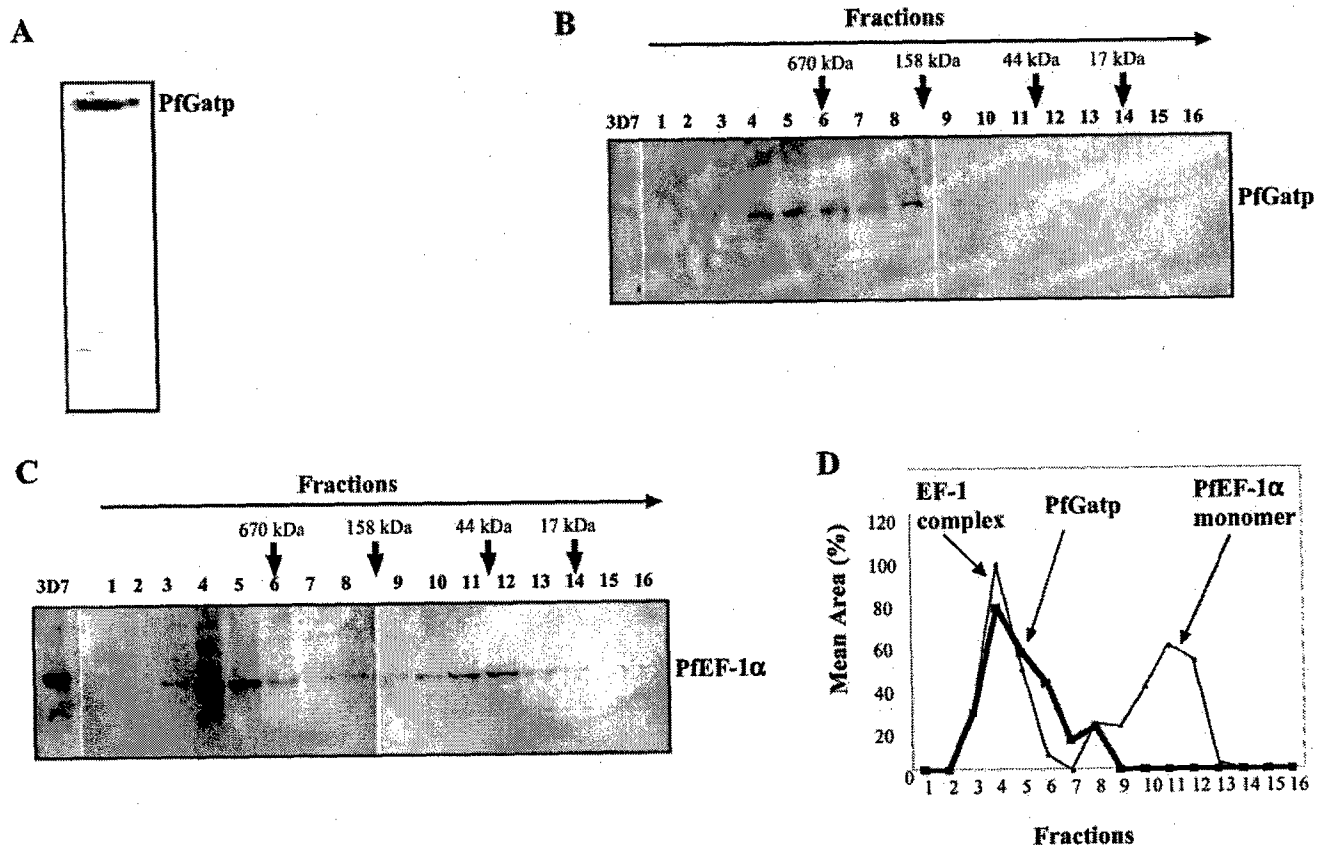 A
PfGatp
B
Fractions
670 kDa 158 kDa 44 kDa 17 kDa
3D7 1 2 3 4 5 6 7 8 9 10 11 12 13 14 15 16
PfGatp
C
Fractions
670 kDa 158 kDa 44 kDa 17 kDa
3D7 1 2 3 4 5 6 7 8 9 10 11 12 13 14 15 16
PfEF-1α
D
EF-1
complex
PfGatp
PfEF-1α
monomer
Mean Area (%)
120
100
80
60
40
20
0
1 2 3 4 5 6 7 8 9 10 11 12 13 14 15 16
Fractions